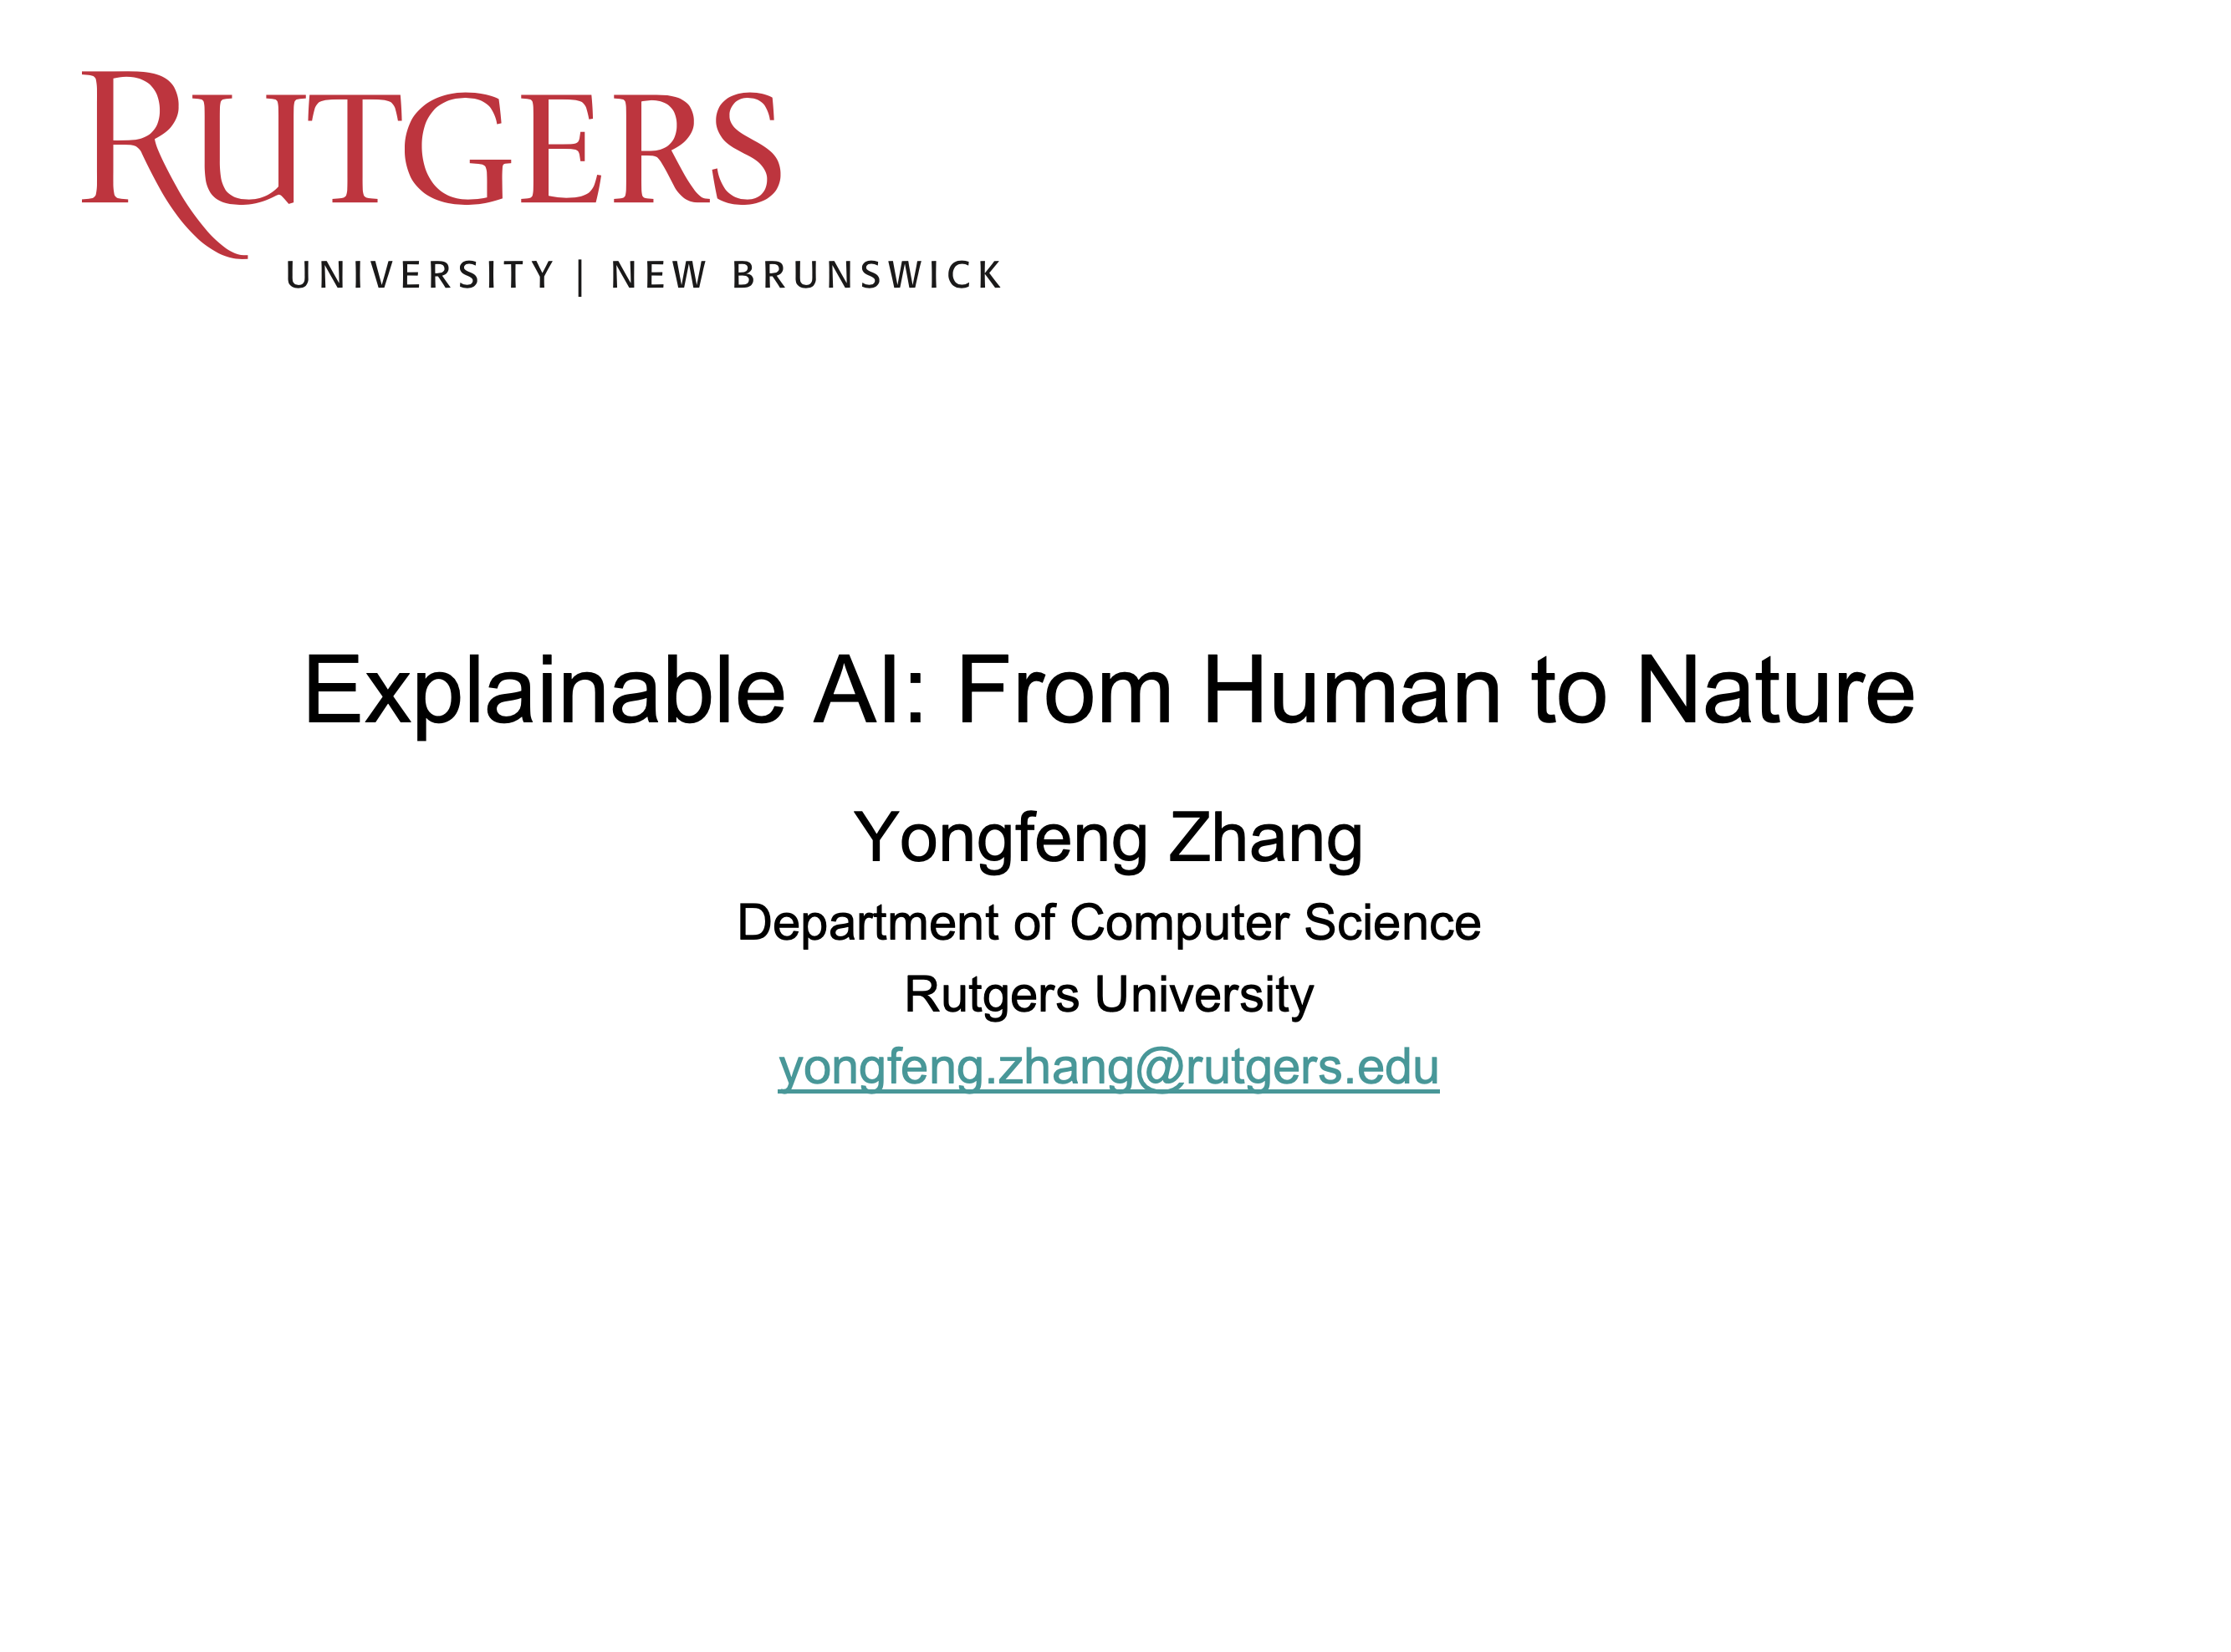 RUTGERS
UNIVERSITY | NEW BRUNSWICK
Explainable AI: From Human to Nature
Yongfeng Zhang
Department of Computer Science
Rutgers University
yongfeng.zhang@rutgers.edu